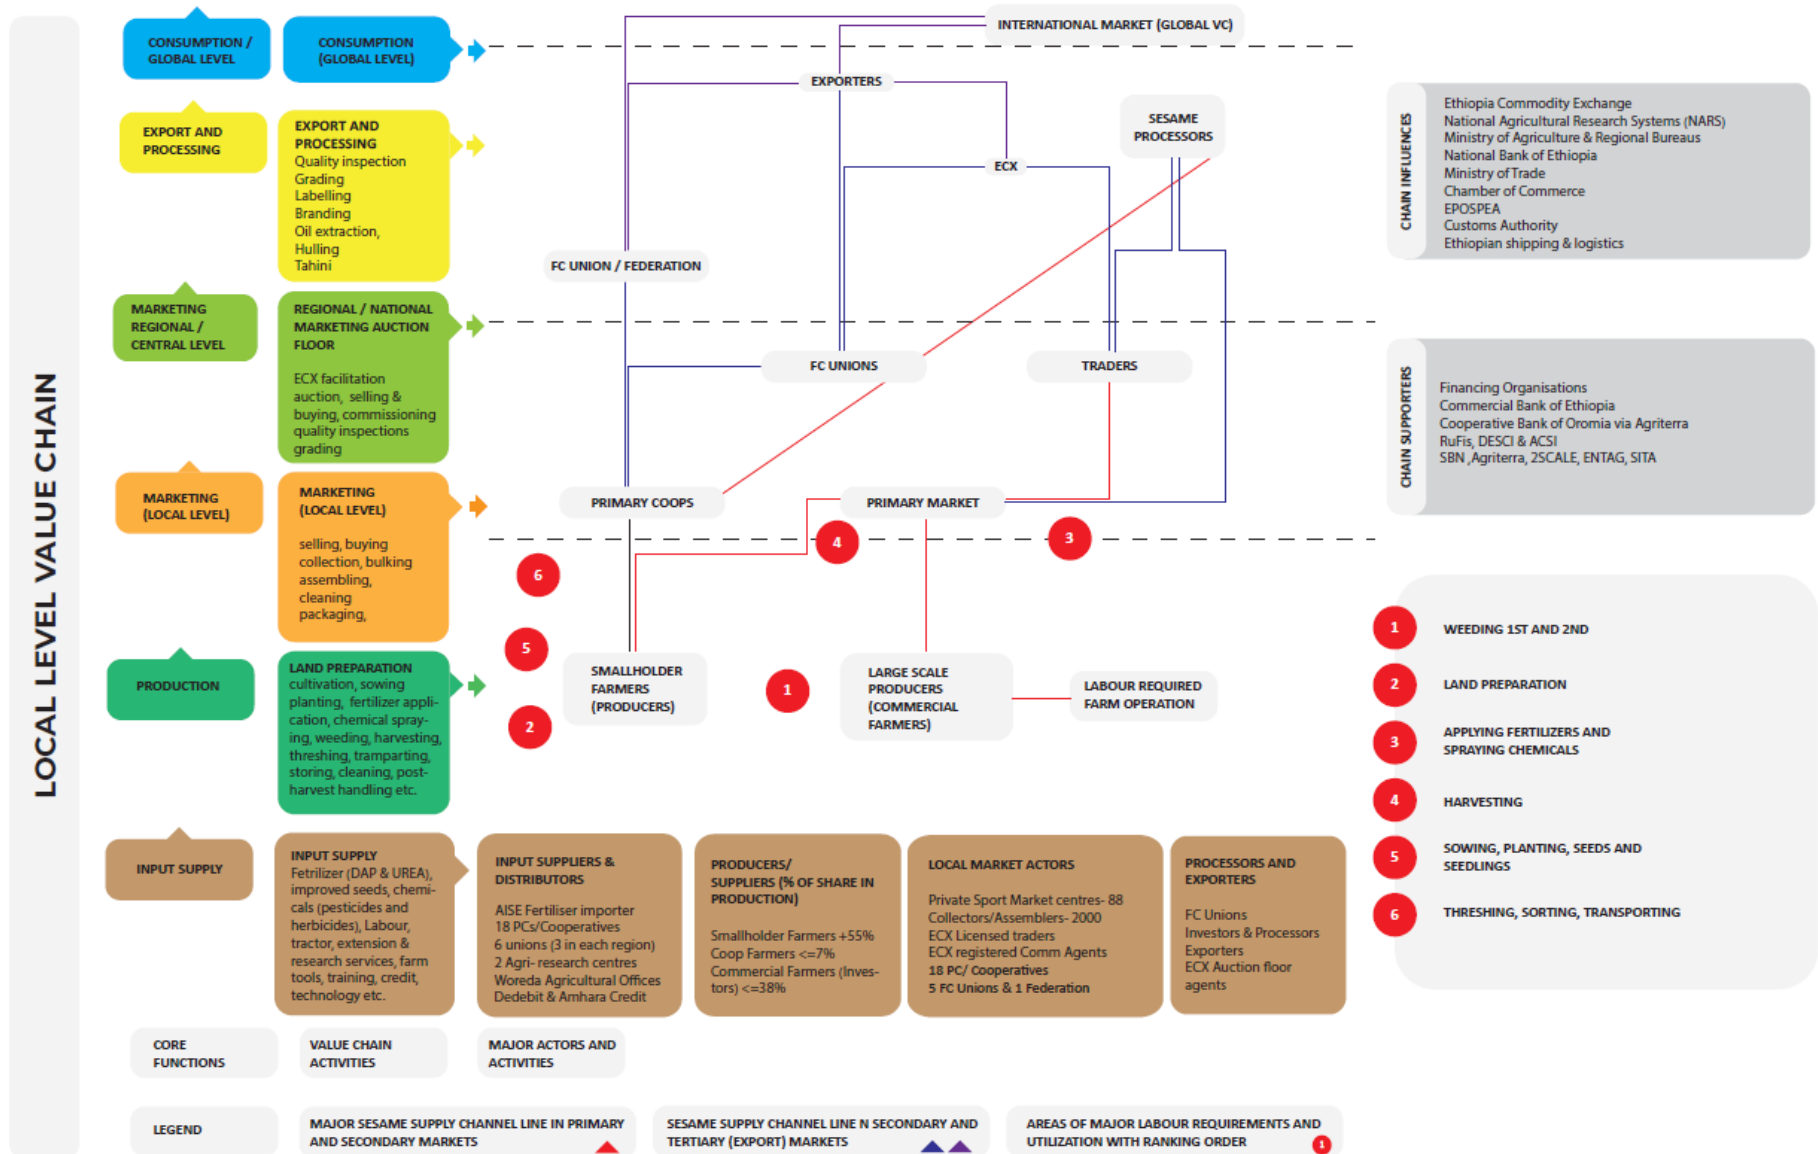 LOCAL LEVEL VALUE CHAIN
CONSUMPTION /
GLOBAL LEVEL
CONSUMPTION
(GLOBAL LEVEL)
EXPORT AND
PROCESSING
EXPORT AND
PROCESSING
Quality inspection
Grading
Labelling
Branding
Oil extraction,
Hulling
Tahini
MARKETING
REGIONAL /
CENTRAL LEVEL
REGIONAL / NATIONAL
MARKETING AUCTION
FLOOR
ECX facilitation
auction, selling &
buying, commissioning
quality inspections
grading
MARKETING
(LOCAL LEVEL)
MARKETING
(LOCAL LEVEL)
selling, buying
collection, bulking
assembling,
cleaning
packaging,
PRODUCTION
LAND PREPARATION
cultivation, sowing
planting, fertilizer appli-
cation, chemical spray-
ing, weeding, harvesting,
threshing, tramparting,
storing, cleaning, post-
harvest handling etc.
INPUT SUPPLY
INPUT SUPPLY
Fetrilizer (DAP & UREA),
improved seeds, chemi-
cals (pesticides and
herbicides), Labour,
tractor, extension &
research services, farm
tools, training, credit,
technology etc.
INTERNATIONAL MARKET (GLOBAL VC)
EXPORTERS
SESAME
PROCESSORS
ECX
FC UNION / FEDERATION
FC UNIONS
TRADERS
PRIMARY COOPS
PRIMARY MARKET
4
3
6
5
2
1
SMALLHOLDER
FARMERS
(PRODUCERS)
LARGE SCALE
PRODUCERS
(COMMERCIAL
FARMERS)
LABOUR REQUIRED
FARM OPERATION
INPUT SUPPLIERS &
DISTRIBUTORS
AISE Fertiliser importer
18 PCs/Cooperatives
6 unions (3 in each region)
2 Agri- research centres
Woreda Agricultural Offices
Dedebit & Amhara Credit
PRODUCERS/
SUPPLIERS (% OF SHARE IN
PRODUCTION)
Smallholder Farmers +55%
Coop Farmers <=7%
Commercial Farmers (Inves-
tors) <=38%
LOCAL MARKET ACTORS
Private Sport Market centres- 88
Collectors/Assemblers- 2000
ECX Licensed traders
ECX registered Comm Agents
18 PC/ Cooperatives
5 FC Unions & 1 Federation
PROCESSORS AND
EXPORTERS
FC Unions
Investors & Processors
Exporters
ECX Auction floor
agents
CHAIN INFLUENCES
Ethiopia Commodity Exchange
National Agricultural Research Systems (NARS)
Ministry of Agriculture & Regional Bureaus
National Bank of Ethiopia
Ministry of Trade
Chamber of Commerce
EPOSPEA
Customs Authority
Ethiopian shipping & logistics
CHAIN SUPPORTERS
Financing Organisations
Commercial Bank of Ethiopia
Cooperative Bank of Oromia via Agriterra
RuFis, DESCI & ACSI
SBN ,Agriterra, 2SCALE, ENTAG, SITA
1 WEEDING 1ST AND 2ND
2 LAND PREPARATION
3 APPLYING FERTILIZERS AND
SPRAYING CHEMICALS
4 HARVESTING
5 SOWING, PLANTING, SEEDS AND
SEEDLINGS
6 THRESHING, SORTING, TRANSPORTING
CORE
FUNCTIONS
VALUE CHAIN
ACTIVITIES
MAJOR ACTORS AND
ACTIVITIES
LEGEND
MAJOR SESAME SUPPLY CHANNEL LINE IN PRIMARY
AND SECONDARY MARKETS
SESAME SUPPLY CHANNEL LINE N SECONDARY AND
TERTIARY (EXPORT) MARKETS
AREAS OF MAJOR LABOUR REQUIREMENTS AND
UTILIZATION WITH RANKING ORDER 1